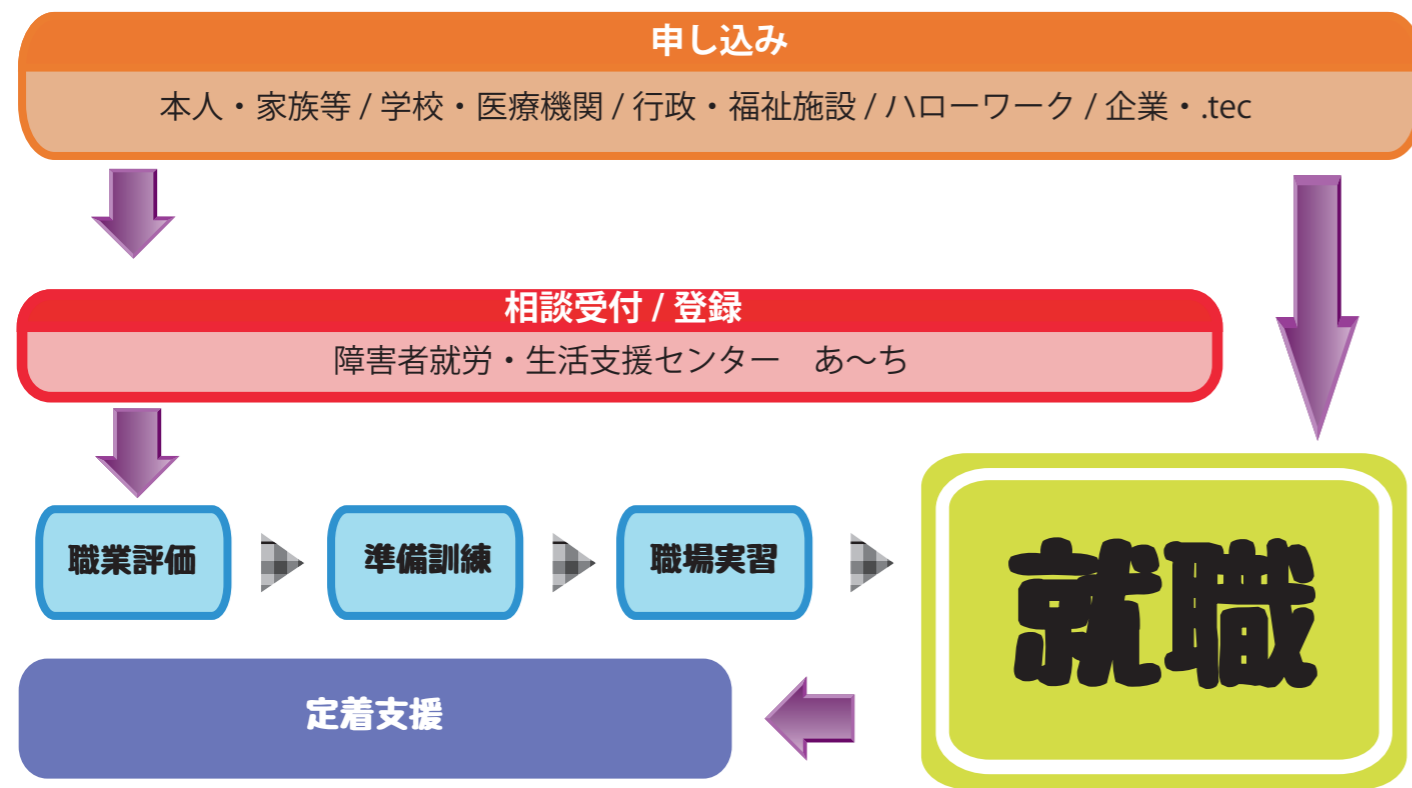 申し込み
本人・家族等 / 学校・医療機関 / 行政・福祉施設 / ハローワーク / 企業・.tec
相談受付 / 登録
障害者就労・生活支援センター　あ～ち
職業評価
準備訓練
職場実習
就職
定着支援